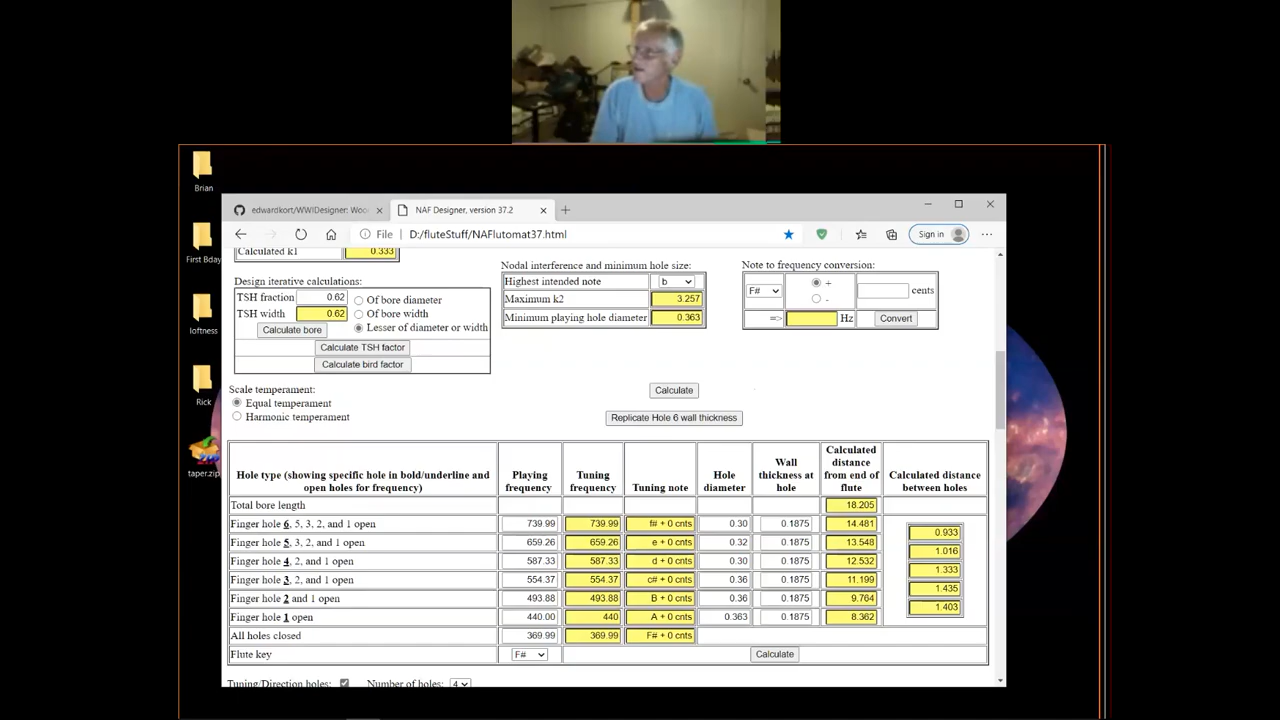 Brian
First Bday
loftness
Rick
taper.zip
edwardkort/WWIDesigner: Woo
NAF Designer, version 37.2
File D:/fluteStuff/NAFlutomat37.html
Sign in
Calculated k1 0.333
Design iterative calculations:
TSH fraction 0.62 Of bore diameter
TSH width 0.62 Of bore width
Calculate bore Lesser of diameter or width
Calculate TSH factor
Calculate bird factor
Nodal interference and minimum hole size:
Highest intended note b
Maximum k2 3.257
Minimum playing hole diameter 0.363
Note to frequency conversion:
F# + - cents
=> Hz Convert
Scale temperament:
Equal temperament
Harmonic temperament
Calculate
Replicate Hole 6 wall thickness
Hole type (showing specific hole in bold/underline and open holes for frequency) Playing frequency Tuning frequency Tuning note Hole diameter Wall thickness at hole Calculated distance from end of flute Calculated distance between holes
Total bore length 18.205
Finger hole 6, 5, 3, 2, and 1 open 739.99 739.99 f# + 0 cnts 0.30 0.1875 14.481
0.933
Finger hole 5, 3, 2, and 1 open 659.26 659.26 e + 0 cnts 0.32 0.1875 13.548
1.016
Finger hole 4, 2, and 1 open 587.33 587.33 d + 0 cnts 0.30 0.1875 12.532
1.333
Finger hole 3, 2, and 1 open 554.37 554.37 c# + 0 cnts 0.36 0.1875 11.199
1.435
Finger hole 2 and 1 open 493.88 493.88 B + 0 cnts 0.36 0.1875 9.764
1.403
Finger hole 1 open 440.00 440 A + 0 cnts 0.363 0.1875 8.362
All holes closed 369.99 369.99 F# + 0 cnts
Flute key F# Calculate
Tuning/Direction holes: Number of holes: 4